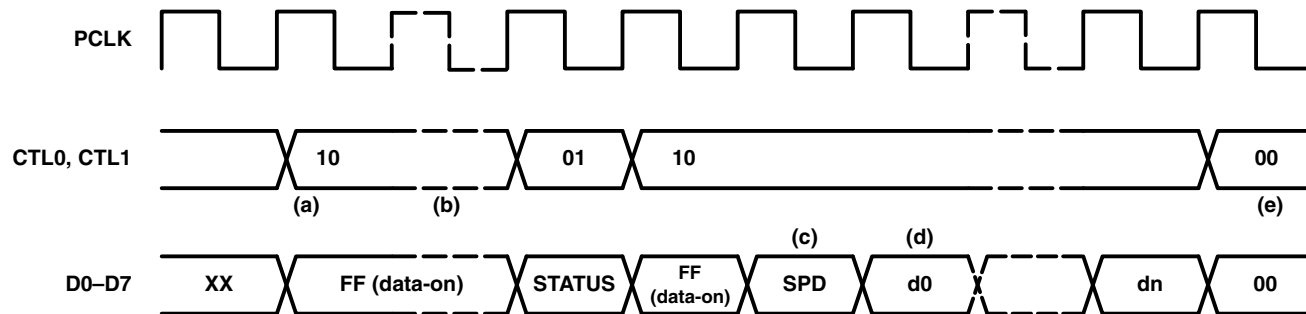 PCLK
CTL0, CTL1
10
01
10
00
(a)
(b)
(e)
(c)
(d)
D0–D7
XX
FF (data-on)
STATUS
FF
(data-on)
SPD
d0
dn
00